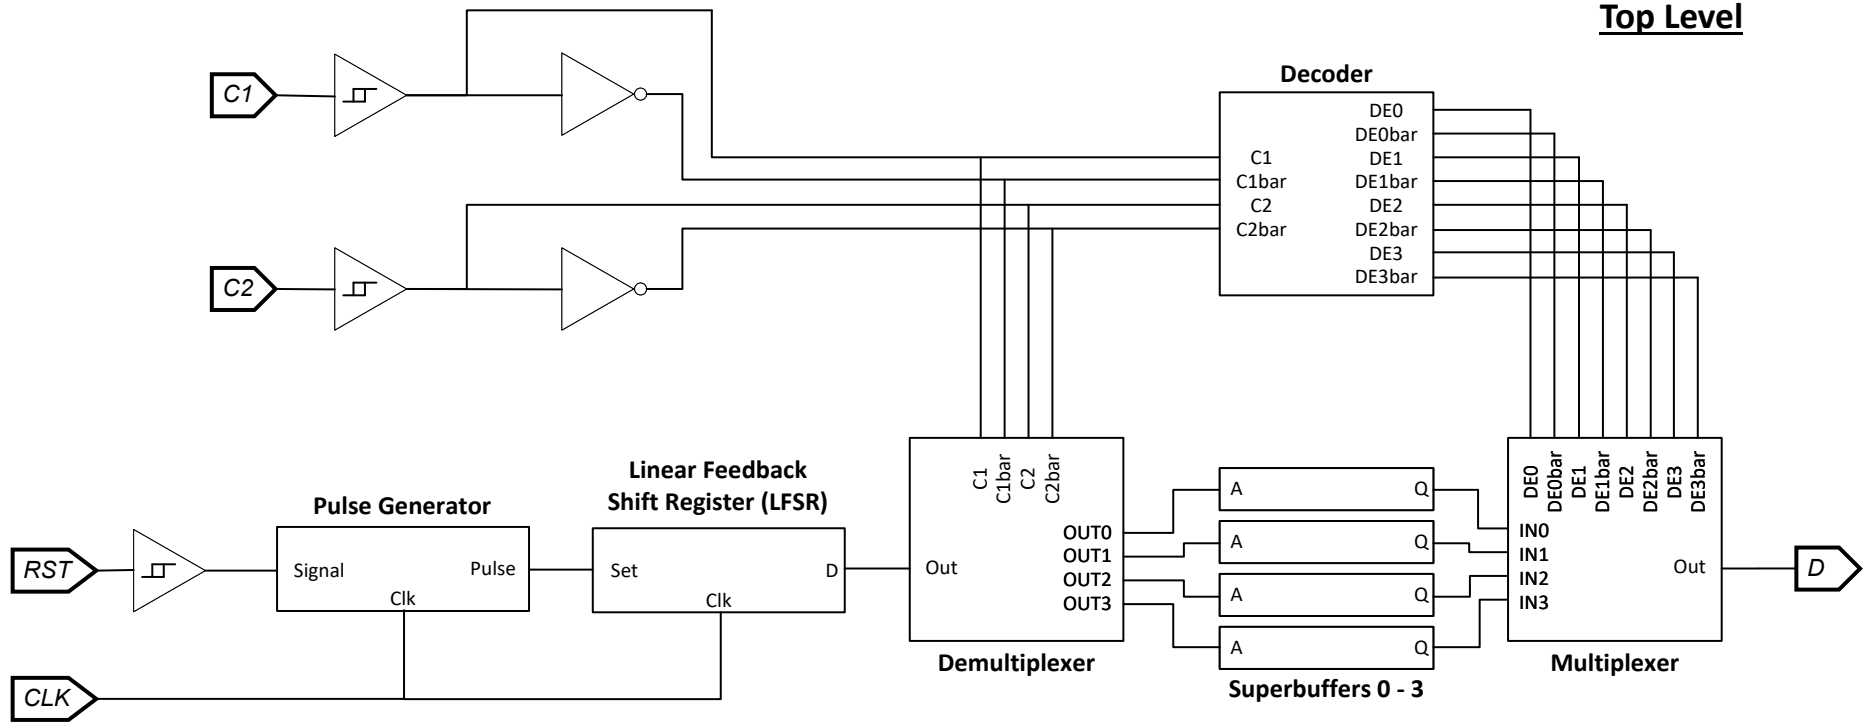 Top Level
C1
Decoder
DE0
DE0bar
C1
DE1
C1bar
DE1bar
C2
DE2
C2bar
DE2bar
DE3
DE3bar
C2
C1
C1bar
C2
C2bar
DE0
DE0bar
DE1
DE1bar
DE2
DE2bar
DE3
DE3bar
Linear Feedback
Shift Register (LFSR)
Pulse Generator
RST
Signal
Pulse
Clk
Set
D
Clk
Out
OUT0
OUT1
OUT2
OUT3
A Q
A Q
A Q
A Q
IN0
IN1
IN2
IN3
Out
D
Demultiplexer
Superbuffers 0 - 3
Multiplexer
CLK